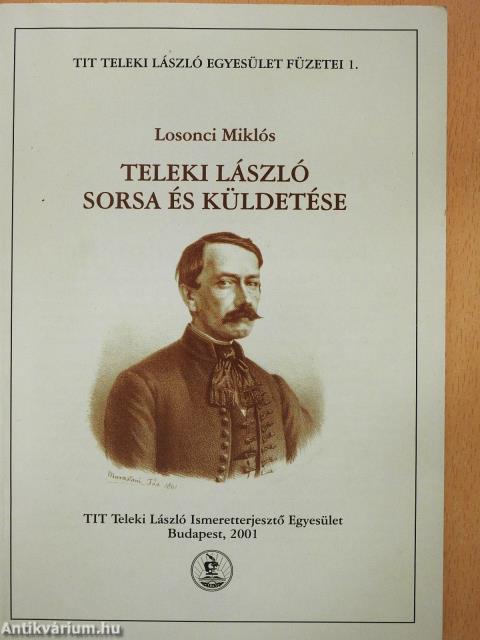 TIT TELEKI LÁSZLÓ EGYESÜLET FÜZETEI 1.
Losonci Miklós
TELEKI LÁSZLÓ
SORSA ÉS KÜLDETÉSE
TIT Teleki László Ismeretterjesztő Egyesület
Budapest, 2001
Antikvárium.hu